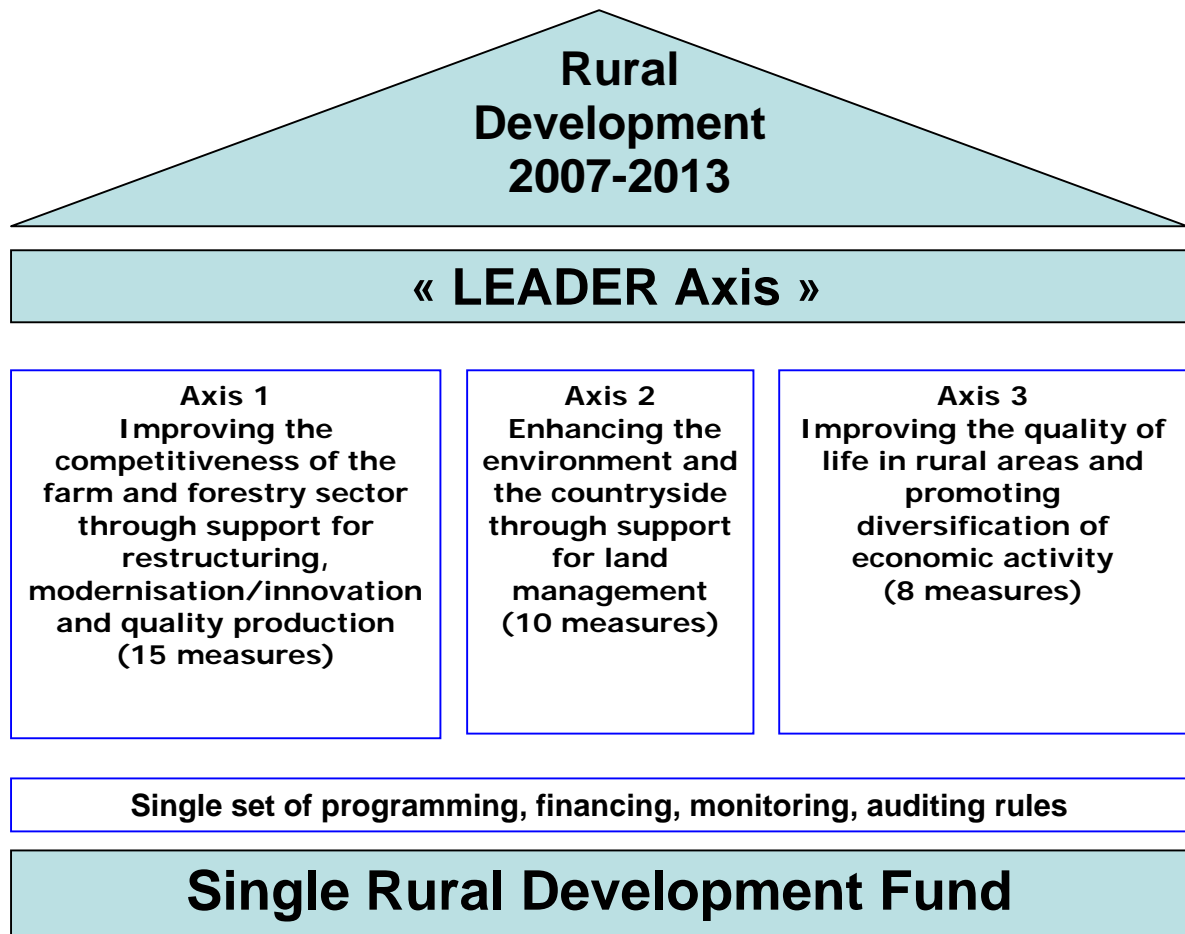 Rural
Development
2007-2013
« LEADER Axis »
Axis 1
Improving the
competitiveness of the
farm and forestry sector
through support for
restructuring,
modernisation/innovation
and quality production
(15 measures)
Axis 2
Enhancing the
environment and
the countryside
through support
for land
management
(10 measures)
Axis 3
Improving the quality of
life in rural areas and
promoting
diversification of
economic activity
(8 measures)
Single set of programming, financing, monitoring, auditing rules
Single Rural Development Fund